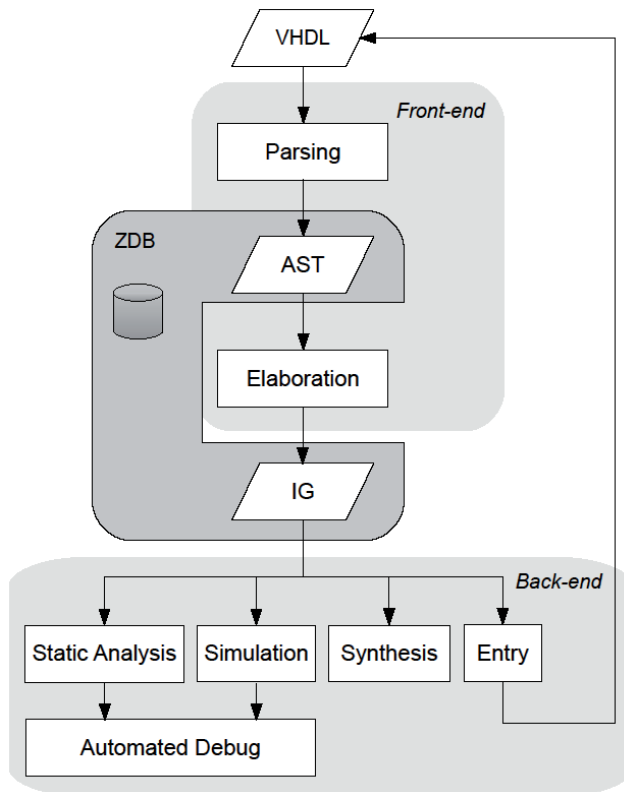 VHDL
Front-end
Parsing
ZDB
AST
Elaboration
IG
Back-end
Static Analysis
Simulation
Synthesis
Entry
Automated Debug